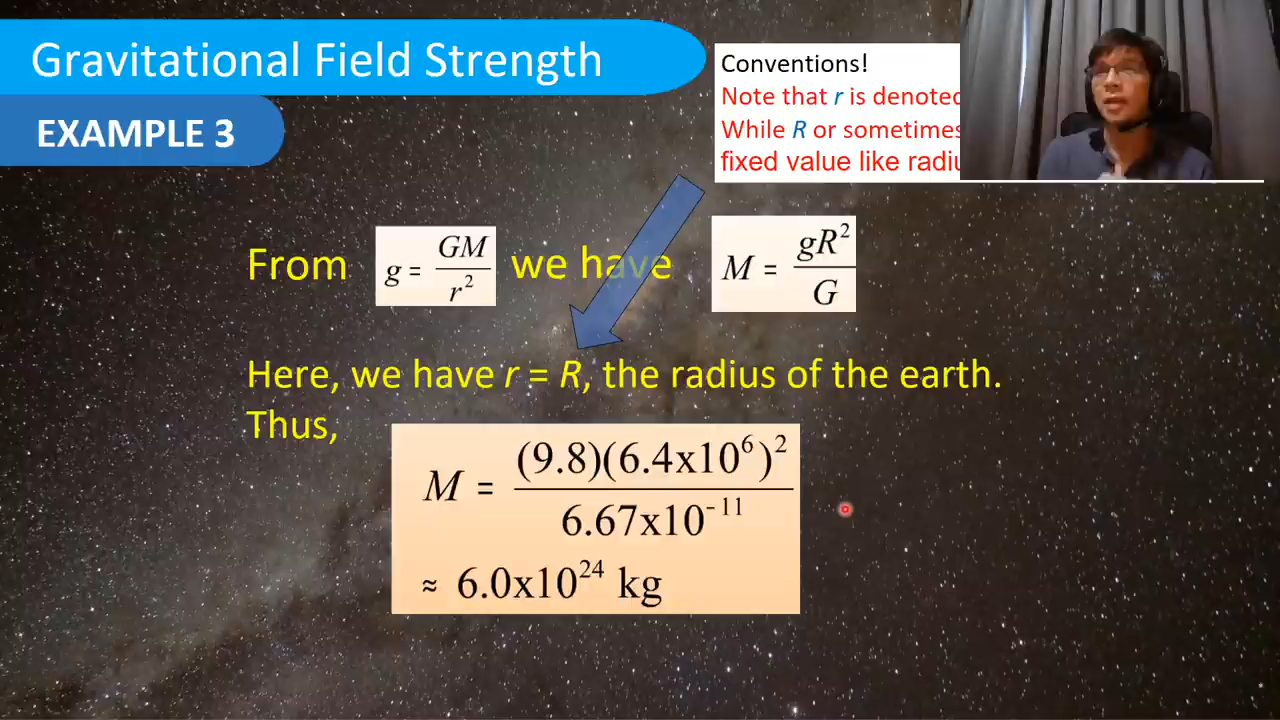 Gravitational Field Strength
EXAMPLE 3
Conventions!
Note that r is denoted
While R or sometimes
fixed value like
From g = GM / r² we have M = gR² / G
Here, we have r = R, the radius of the earth.
Thus,
M = (9.8)(6.4x10⁶)² / 6.67x10⁻¹¹
≈ 6.0x10²⁴ kg